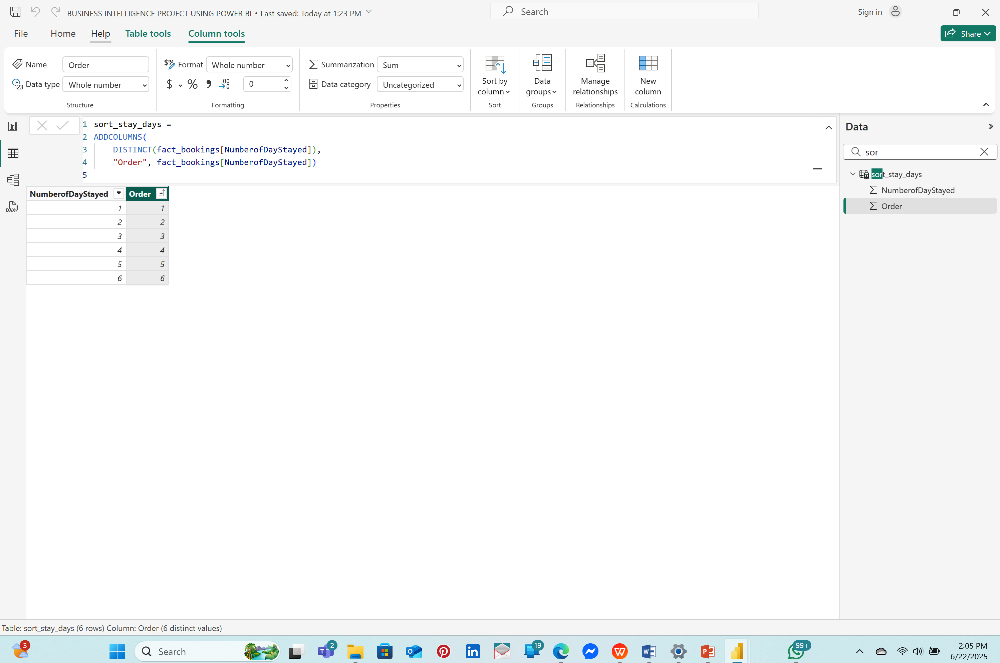 BUSINESS INTELLIGENCE PROJECT USING POWER BI • Last saved: Today at 1:23 PM
Search
Sign in
File
Home
Help
Table tools
Column tools
Share
Name
Order
Data type
Whole number
Structure
$% Format
Whole number
$ % , .00 →.0
0
Formatting
Summarization
Sum
Data category
Uncategorized
Properties
Sort by
column
Sort
Data
groups
Groups
Manage
relationships
Relationships
New
column
Calculations
1 sort_stay_days =
2 ADDCOLUMNS(
3 DISTINCT(fact_bookings[NumberofDayStayed]),
4 "Order", fact_bookings[NumberofDayStayed])
5
NumberofDayStayed Order
1 1
2 2
3 3
4 4
5 5
6 6
DAX
Data
sor
sort_stay_days
NumberofDayStayed
Order
Table: sort_stay_days (6 rows) Column: Order (6 distinct values)
3
Search
2
19
99+
2:05 PM
6/22/2025